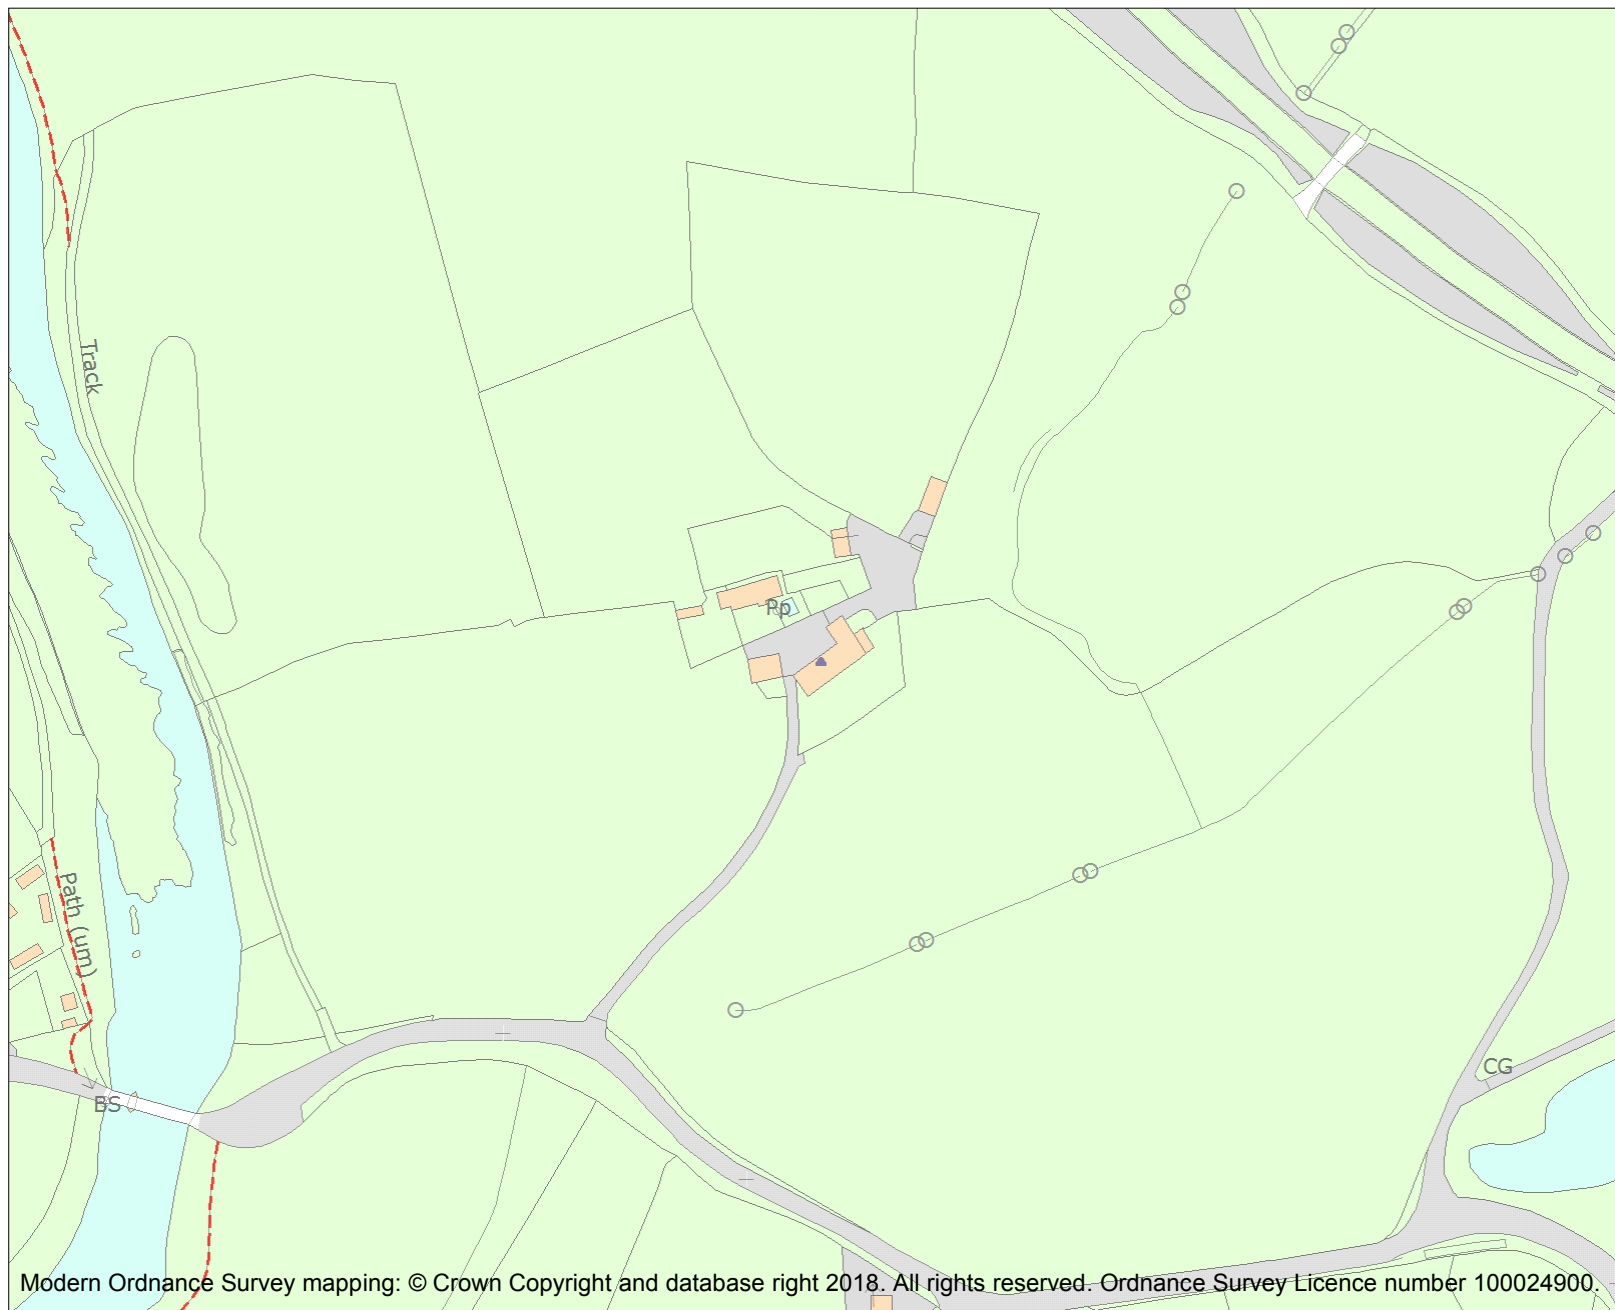 Track
Pp
Path (um)
CG
BS
Modern Ordnance Survey mapping: © Crown Copyright and database right 2018. All rights reserved. Ordnance Survey Licence number 100024900.